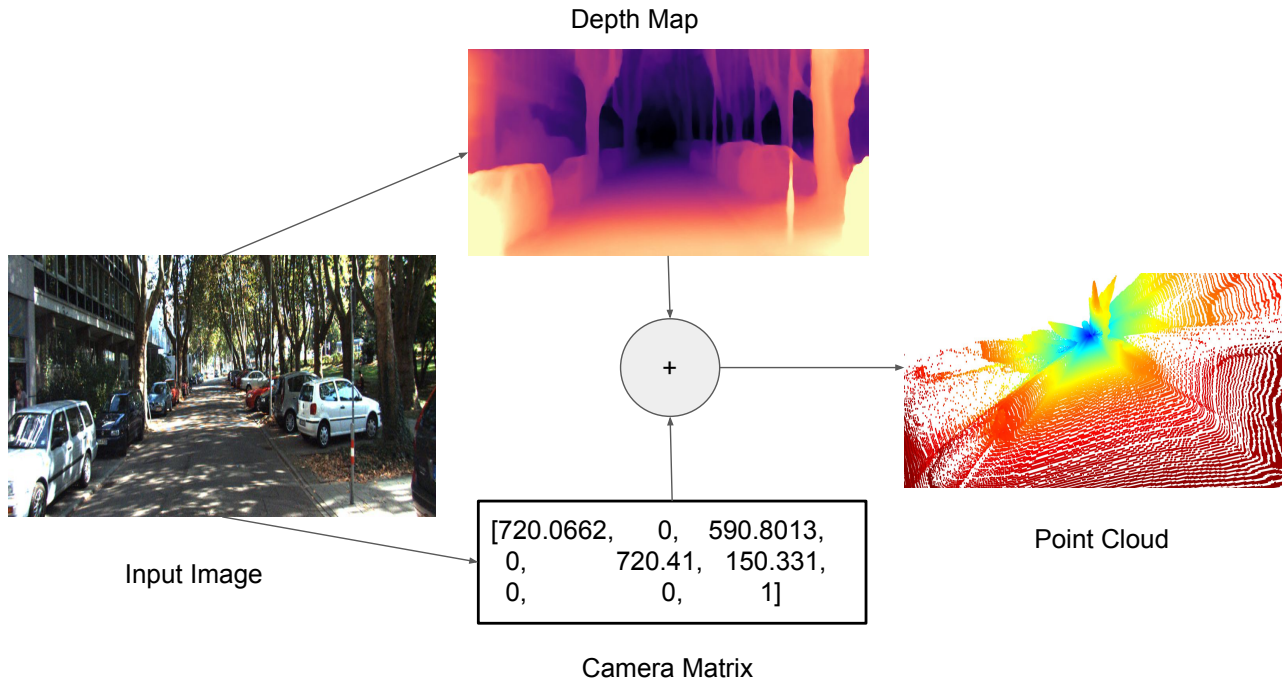 Depth Map
+
[720.0662, 0, 590.8013,
0, 720.41, 150.331,
0, 0, 1]
Input Image
Point Cloud
Camera Matrix